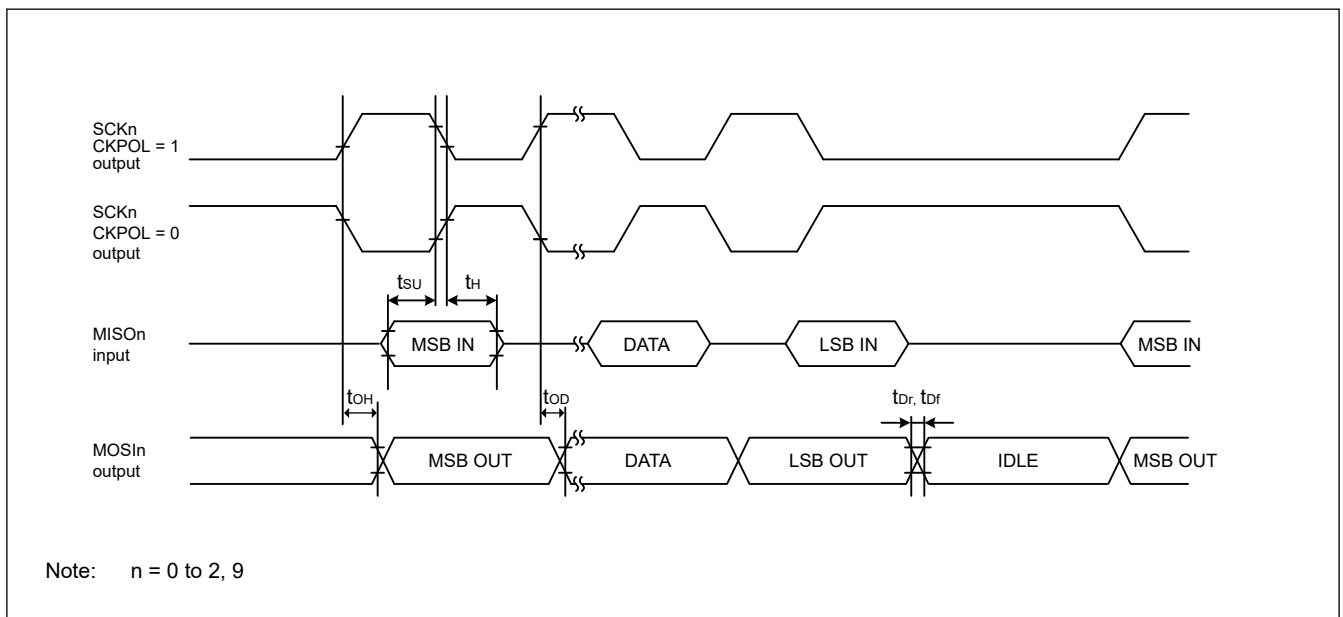 SCKn
CKPOL = 1
output
SCKn
CKPOL = 0
output
tSU
tH
MISOn
input
MSB IN
DATA
LSB IN
MSB IN
tOH
tOD
tDr, tDf
MOSIn
output
MSB OUT
DATA
LSB OUT
IDLE
MSB OUT
Note: n = 0 to 2, 9